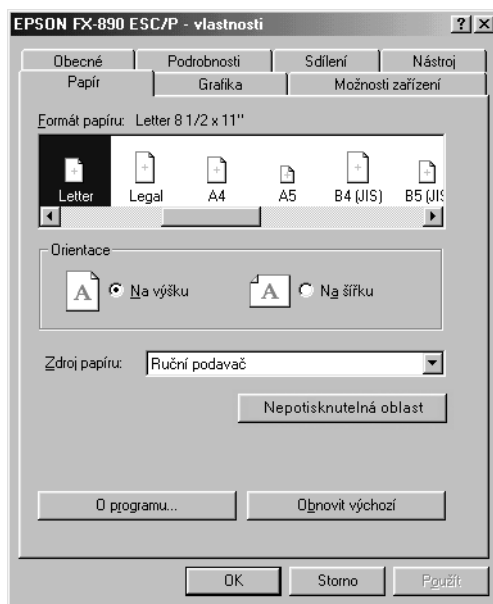 EPSON FX-890 ESC/P - vlastnosti
Obecné Podrobnosti Sdílení Nástroj
Papír Grafika Možnosti zařízení
Formát papíru: Letter 8 1/2 x 11"
Letter Legal A4 A5 B4 (JIS) B5 (JIS
Orientace
A Na výšku A Na šířku
Zdroj papíru: Ruční podavač
Nepotisknutelná oblast
O programu... Obnovit výchozí
OK Storno Použít